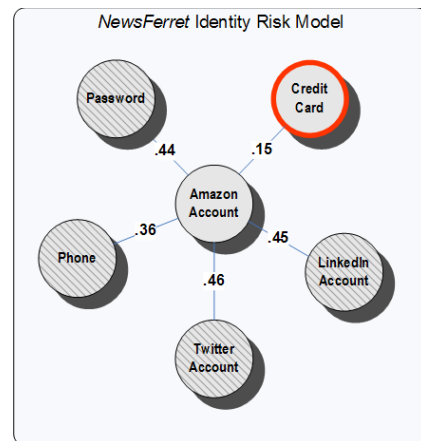 NewsFerret Identity Risk Model
Password
Credit
Card
.44
.15
Amazon
Account
.36
.45
Phone
LinkedIn
Account
.46
Twitter
Account